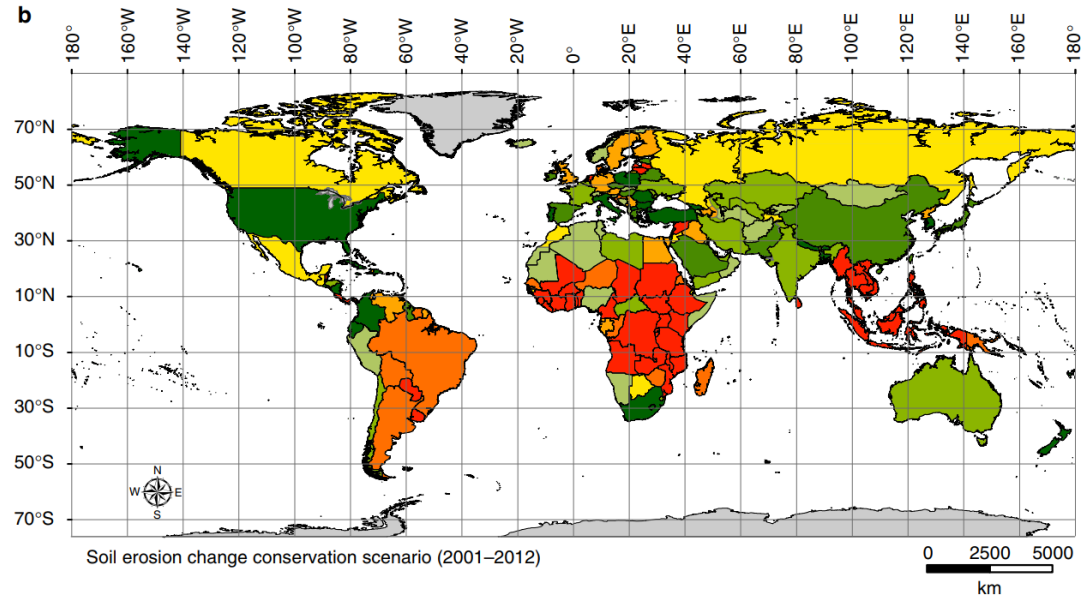 b
180° 160°W 140°W 120°W 100°W 80°W 60°W 40°W 20°W 0° 20°E 40°E 60°E 80°E 100°E 120°E 140°E 160°E 180°
70°N
50°N
30°N
10°N
10°S
30°S
50°S
N
W E
S
70°S
Soil erosion change conservation scenario (2001–2012)
0 2500 5000
km